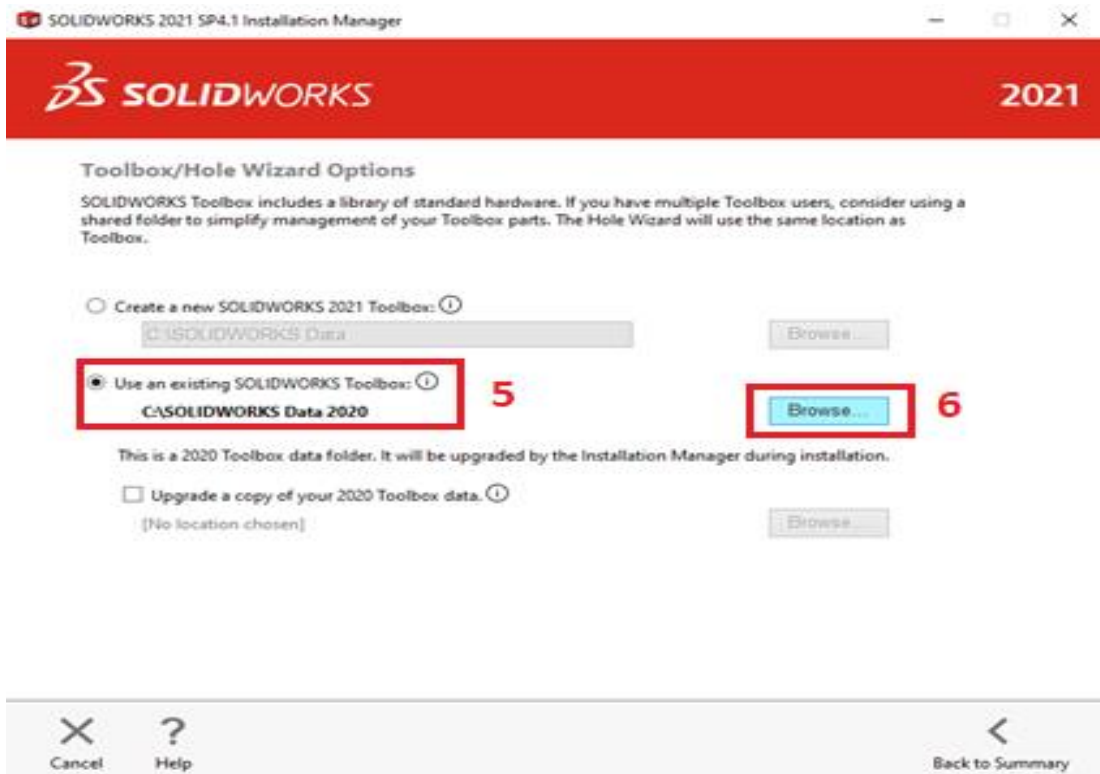 SOLIDWORKS 2021 SP4.1 Installation Manager
SOLIDWORKS
2021
Toolbox/Hole Wizard Options
SOLIDWORKS Toolbox includes a library of standard hardware. If you have multiple Toolbox users, consider using a
shared folder to simplify management of your Toolbox parts. The Hole Wizard will use the same location as
Toolbox.
Create a new SOLIDWORKS 2021 Toolbox:
C:\SOLIDWORKS Data
Browse...
Use an existing SOLIDWORKS Toolbox:
5
C:\SOLIDWORKS Data 2020
Browse...
6
This is a 2020 Toolbox data folder. It will be upgraded by the Installation Manager during installation.
Upgrade a copy of your 2020 Toolbox data.
[No location chosen]
Browse...
?
Cancel
Help
Back to Summary